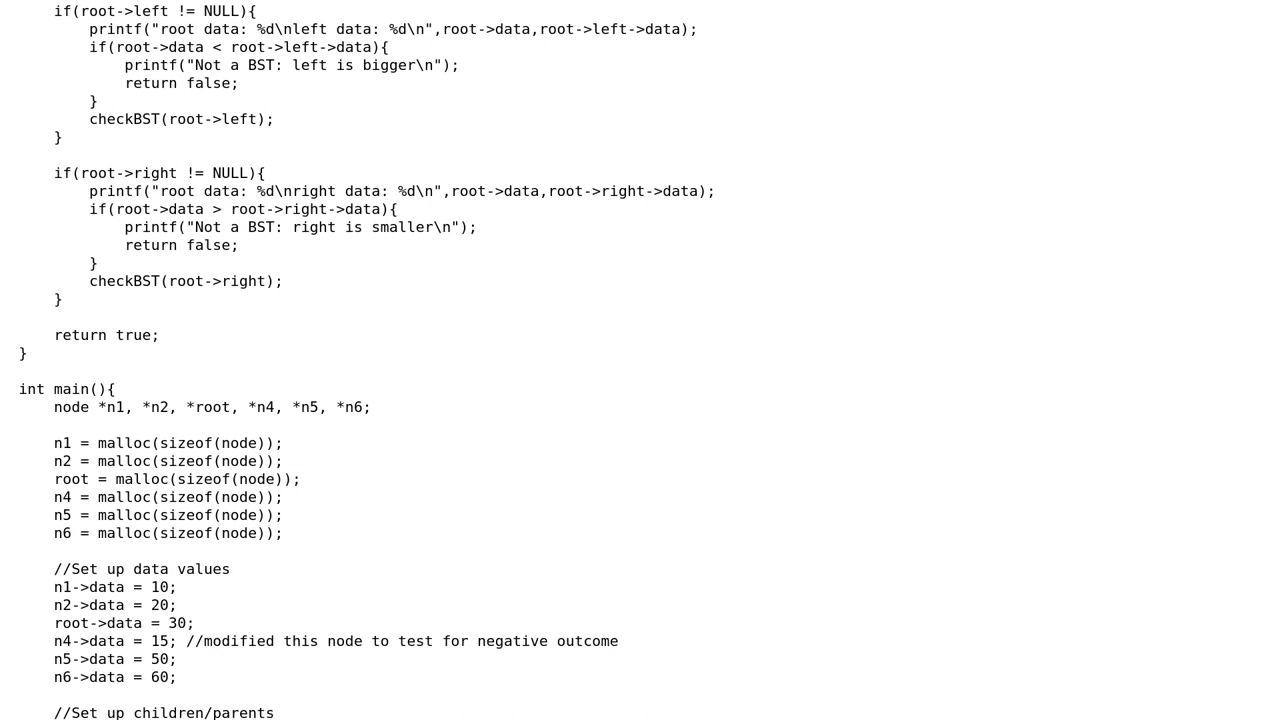 if(root->left != NULL){
printf("root data: %d\nleft data: %d\n",root->data,root->left->data);
if(root->data < root->left->data){
printf("Not a BST: left is bigger\n");
return false;
}
checkBST(root->left);
}
if(root->right != NULL){
printf("root data: %d\nright data: %d\n",root->data,root->right->data);
if(root->data > root->right->data){
printf("Not a BST: right is smaller\n");
return false;
}
checkBST(root->right);
}
return true;
}
int main(){
node *n1, *n2, *root, *n4, *n5, *n6;
n1 = malloc(sizeof(node));
n2 = malloc(sizeof(node));
root = malloc(sizeof(node));
n4 = malloc(sizeof(node));
n5 = malloc(sizeof(node));
n6 = malloc(sizeof(node));
//Set up data values
n1->data = 10;
n2->data = 20;
root->data = 30;
n4->data = 15; //modified this node to test for negative outcome
n5->data = 50;
n6->data = 60;
//Set up children/parents